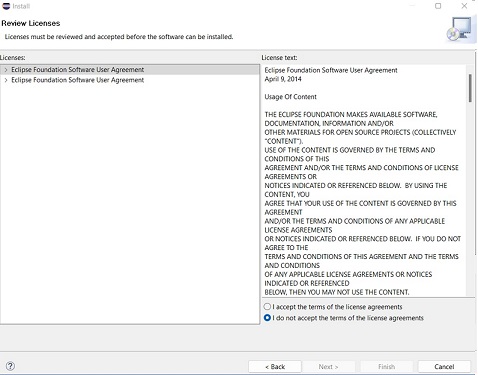 Install
Review Licenses
Licenses must be reviewed and accepted before the software can be installed.
Licenses:
Eclipse Foundation Software User Agreement
Eclipse Foundation Software User Agreement
License text:
Eclipse Foundation Software User Agreement
April 9, 2014
Usage Of Content
THE ECLIPSE FOUNDATION MAKES AVAILABLE SOFTWARE,
DOCUMENTATION, INFORMATION AND/OR
OTHER MATERIALS FOR OPEN SOURCE PROJECTS (COLLECTIVELY
"CONTENT").
USE OF THE CONTENT IS GOVERNED BY THE TERMS AND
CONDITIONS OF THIS
AGREEMENT AND/OR THE TERMS AND CONDITIONS OF LICENSE
AGREEMENTS OR
NOTICES INDICATED OR REFERENCED BELOW.  BY USING THE
CONTENT, YOU
AGREE THAT YOUR USE OF THE CONTENT IS GOVERNED BY THIS
AGREEMENT
AND/OR THE TERMS AND CONDITIONS OF ANY APPLICABLE
LICENSE AGREEMENTS
OR NOTICES INDICATED OR REFERENCED BELOW.  IF YOU DO NOT
AGREE TO THE
TERMS AND CONDITIONS OF THIS AGREEMENT AND THE TERMS
AND CONDITIONS
OF ANY APPLICABLE LICENSE AGREEMENTS OR NOTICES
INDICATED OR REFERENCED
BELOW, THEN YOU MAY NOT USE THE CONTENT.
I accept the terms of the license agreements
I do not accept the terms of the license agreements
< Back
Next >
Finish
Cancel